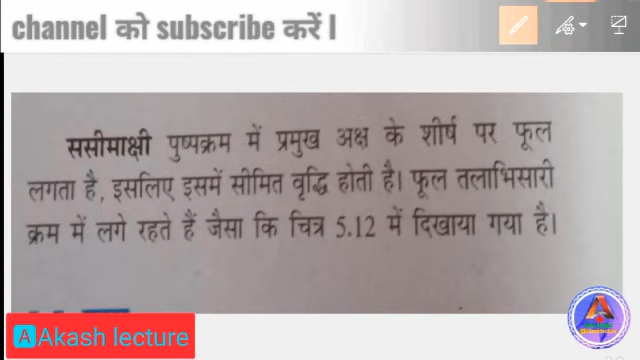 channel को subscribe करें l
ससीमाक्षी पुष्पक्रम में प्रमुख अक्ष के शीर्ष पर फूल
लगता है, इसलिए इसमें सीमित वृद्धि होती है। फूल तलाभिसारी
क्रम में लगे रहते हैं जैसा कि चित्र 5.12 में दिखाया गया है।
A Akash lecture